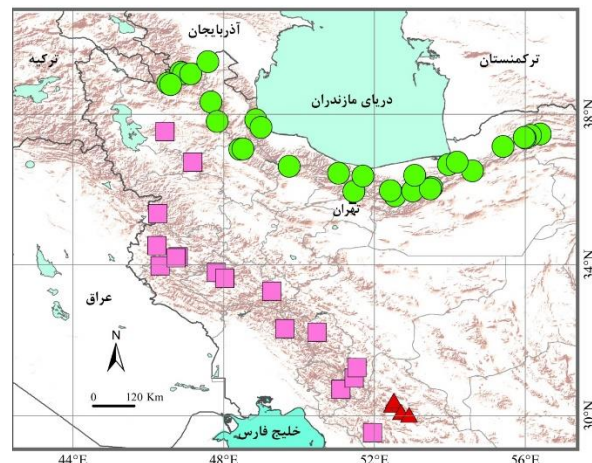 آذربایجان
ترکیه
ترکمنستان
دریای مازندران
38°N
تهران
34°N
عراق
N
0 120 Km
30°N
خلیج فارس
44°E 48°E 52°E 56°E